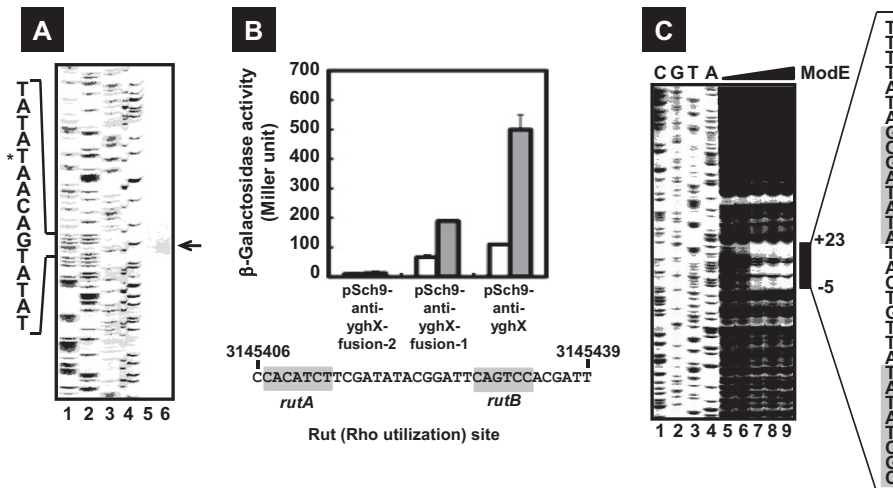 A
T
A
T
A
T
*
A
A
C
A
G
T
A
T
A
T
1 2 3 4 5 6
B
β-Galactosidase activity
(Miller unit)
700
600
500
400
300
200
100
0
pSch9-
anti-
yghX-
fusion-2
pSch9-
anti-
yghX-
fusion-1
pSch9-
anti-
yghX
3145406
3145439
CCACATCTTCGATATACGGATTCAGTCCACGATT
rutA
rutB
Rut (Rho utilization) site
C
C G T A
ModE
+23
-5
1 2 3 4 5 6 7 8 9